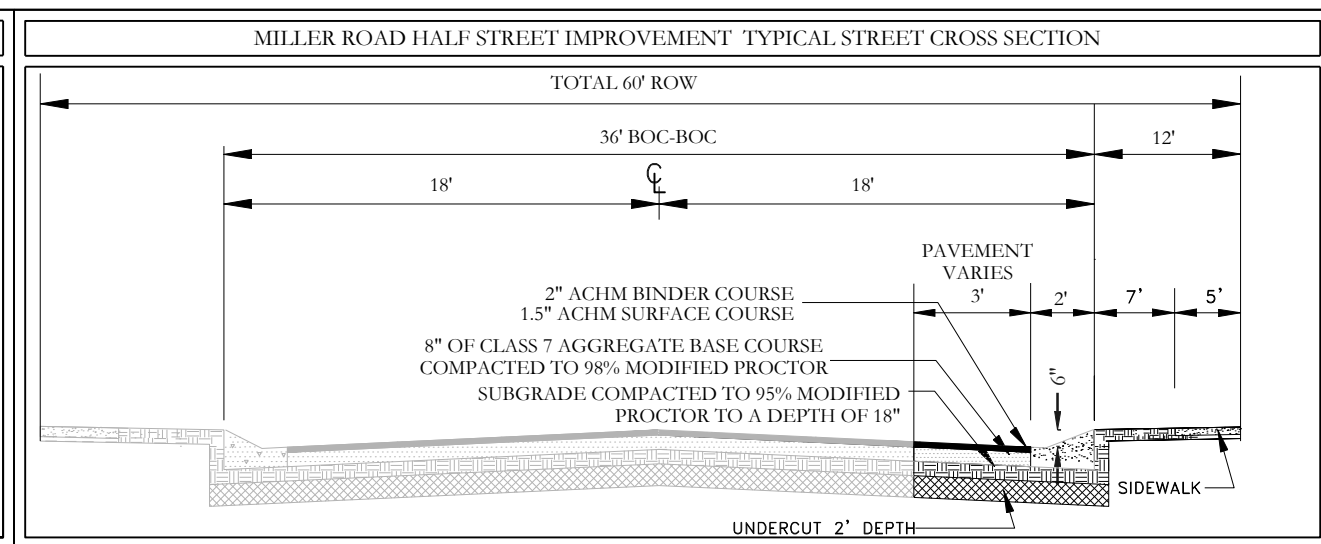 MILLER ROAD HALF STREET IMPROVEMENT TYPICAL STREET CROSS SECTION
TOTAL 60' ROW
36' BOC-BOC
12'
18'
CL
18'
PAVEMENT
VARIES
3'
2'
7'
5'
2" ACHM BINDER COURSE
1.5" ACHM SURFACE COURSE
8" OF CLASS 7 AGGREGATE BASE COURSE
COMPACTED TO 98% MODIFIED PROCTOR
6"
SUBGRADE COMPACTED TO 95% MODIFIED
PROCTOR TO A DEPTH OF 18"
SIDEWALK
UNDERCUT 2' DEPTH